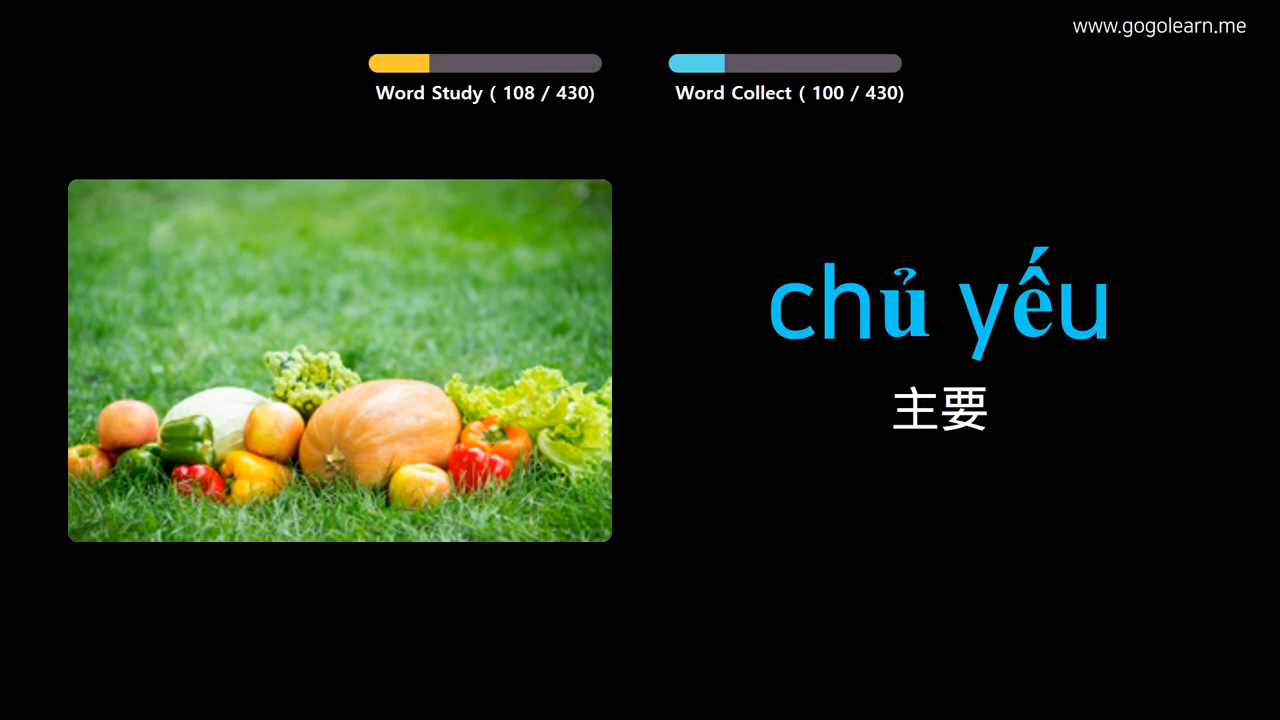 www.gogolearn.me
Word Study ( 108 / 430)
Word Collect ( 100 / 430)
chủ yếu
主要